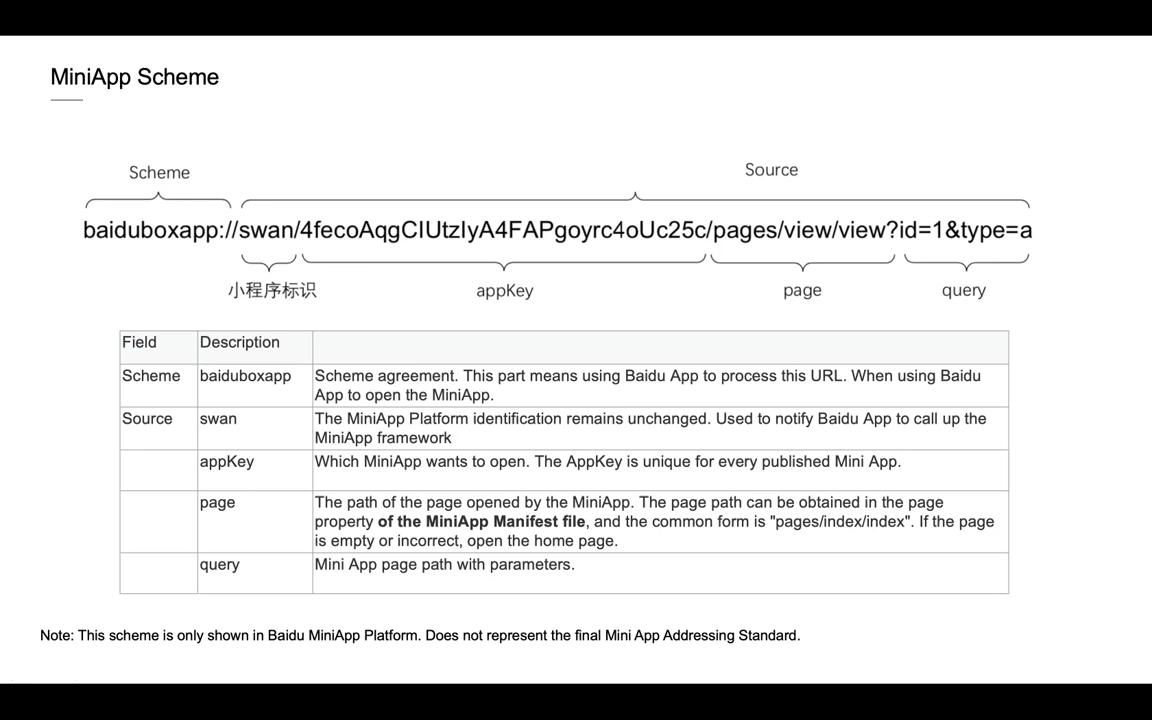 MiniApp Scheme
Scheme
Source
baiduboxapp://swan/4fecoAqgCIUtzIyA4FAPgoyrc4oUc25c/pages/view/view?id=1&type=a
小程序标识
appKey
page
query
Field
Description
Scheme
baiduboxapp
Scheme agreement. This part means using Baidu App to process this URL. When using Baidu
App to open the MiniApp.
Source
swan
The MiniApp Platform identification remains unchanged. Used to notify Baidu App to call up the
MiniApp framework
appKey
Which MiniApp wants to open. The AppKey is unique for every published Mini App.
page
The path of the page opened by the MiniApp. The page path can be obtained in the page
property of the MiniApp Manifest file, and the common form is "pages/index/index". If the page
is empty or incorrect, open the home page.
query
Mini App page path with parameters.
Note: This scheme is only shown in Baidu MiniApp Platform. Does not represent the final Mini App Addressing Standard.